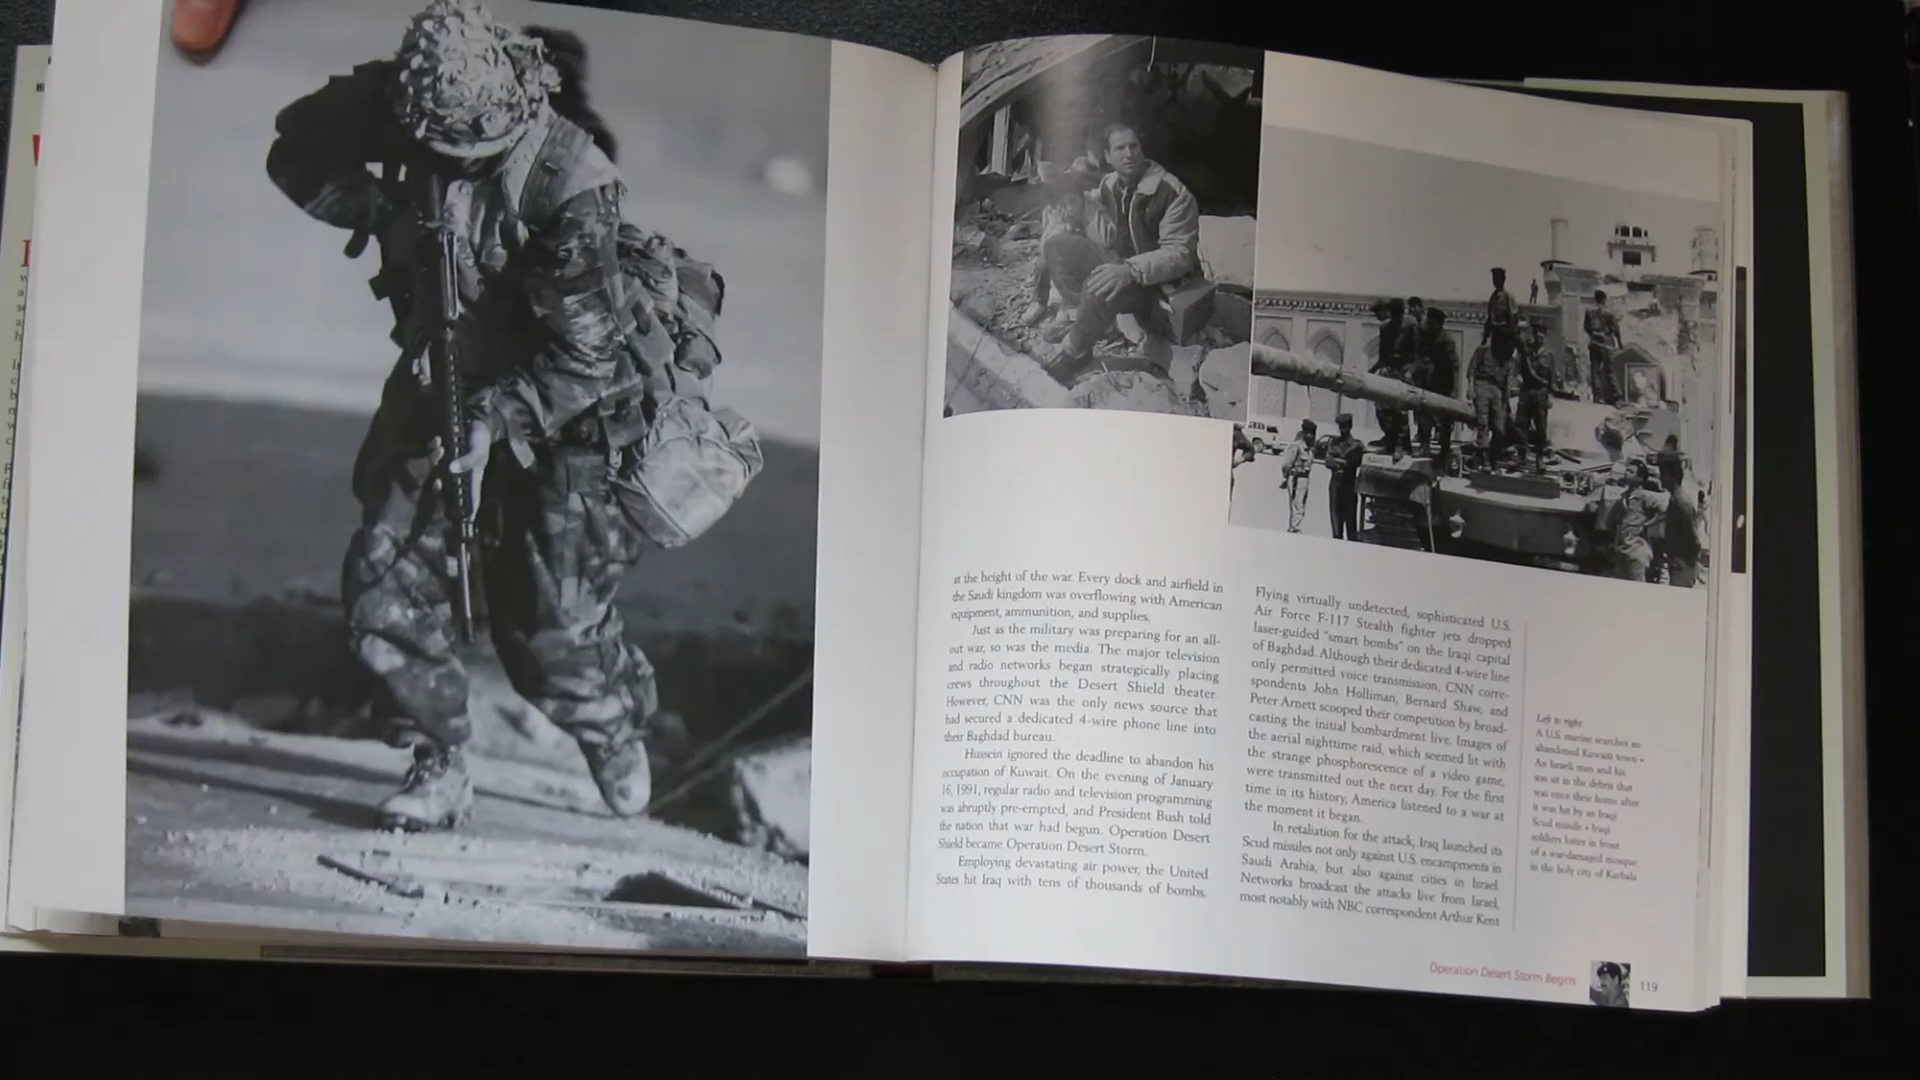 at the height of the war. Every dock and airfield in
the Saudi kingdom was overflowing with American
equipment, ammunition, and supplies.
Just as the military was preparing for an all-
out war, so was the media. The major television
and radio networks began strategically placing
crews throughout the Desert Shield theater
However, CNN was the only news source that
had secured a dedicated 4-wire phone line into
their Baghdad bureau.
Hussein ignored the deadline to abandon his
occupation of Kuwait. On the evening of January
16, 1991, regular radio and television programming
was abruptly pre-empted, and President Bush told
the nation that war had begun. Operation Desert
Shield became Operation Desert Storm.
Employing devastating air power, the United
States hit Iraq with tens of thousands of bombs.
Flying virtually undetected, sophisticated U.S.
Air Force F-117 Stealth fighter jets dropped
laser-guided "smart bombs" on the Iraqi capital
of Baghdad. Although their dedicated 4-wire line
only permitted voice transmission, CNN corre-
spondents John Holliman, Bernard Shaw, and
Peter Arnett scooped their competition by broad-
casting the initial bombardment live. Images of
the aerial nighttime raid, which seemed lit with
the strange phosphorescence of a video game,
were transmitted out the next day. For the first
time in its history, America listened to a war at
the moment it began.
In retaliation for the attack, Iraq launched its
Scud missiles not only against U.S. encampments in
Saudi Arabia, but also against cities in Israel.
Networks broadcast the attacks live from Israel,
most notably with NBC correspondent Arthur Kent
Left to right:
A U.S. marine searches an
abandoned Kuwaiti town •
An Israeli man and his
son sit in the debris that
was once their home after
it was hit by an Iraqi
Scud missile • Iraqi
soldiers loiter in front
of a war-damaged mosque
in the holy city of Karbala
Operation Desert Storm Begins
119